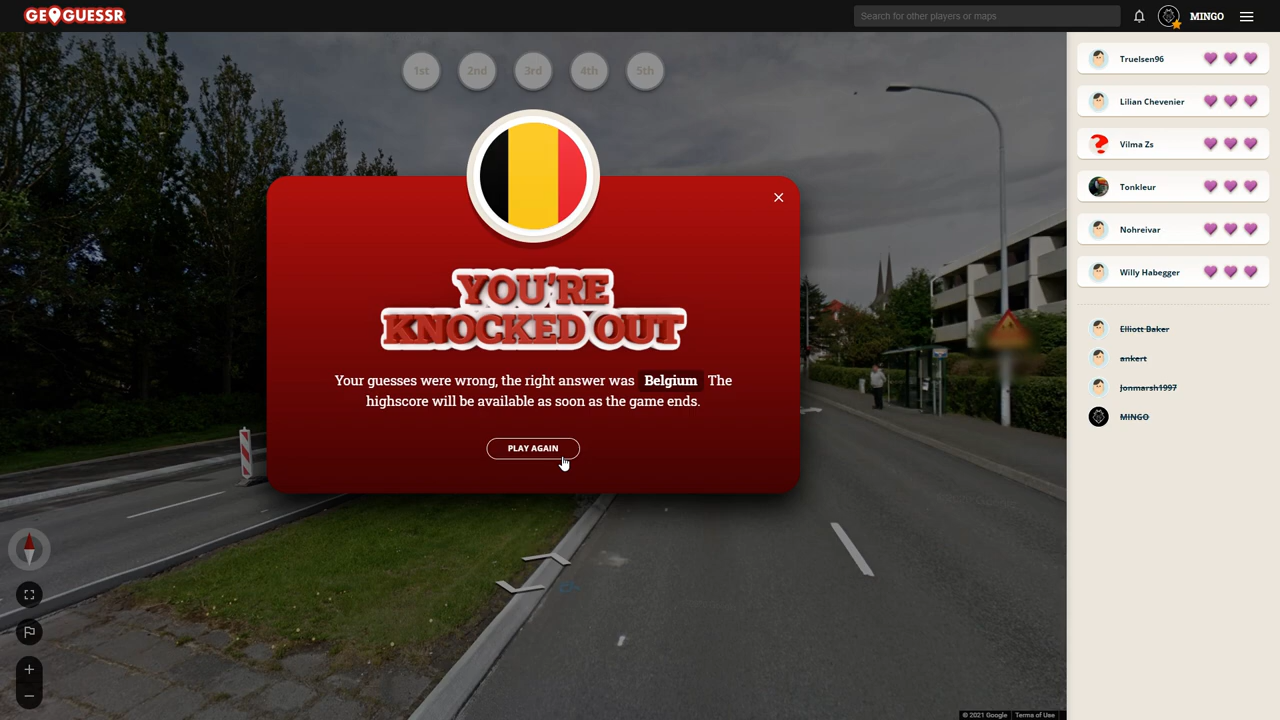 GEOGUESSR
Search for other players or maps
MINGO
1st
2nd
3rd
4th
5th
YOU'RE
KNOCKED OUT
Your guesses were wrong, the right answer was Belgium The
highscore will be available as soon as the game ends.
PLAY AGAIN
Truelsen96
Lilian Chevenier
Vilma Zs
Tonkleur
Nohreivar
Willy Habegger
Elliott Baker
ankert
Jonmarsh1997
MINGO
© 2021 Google
Terms of Use